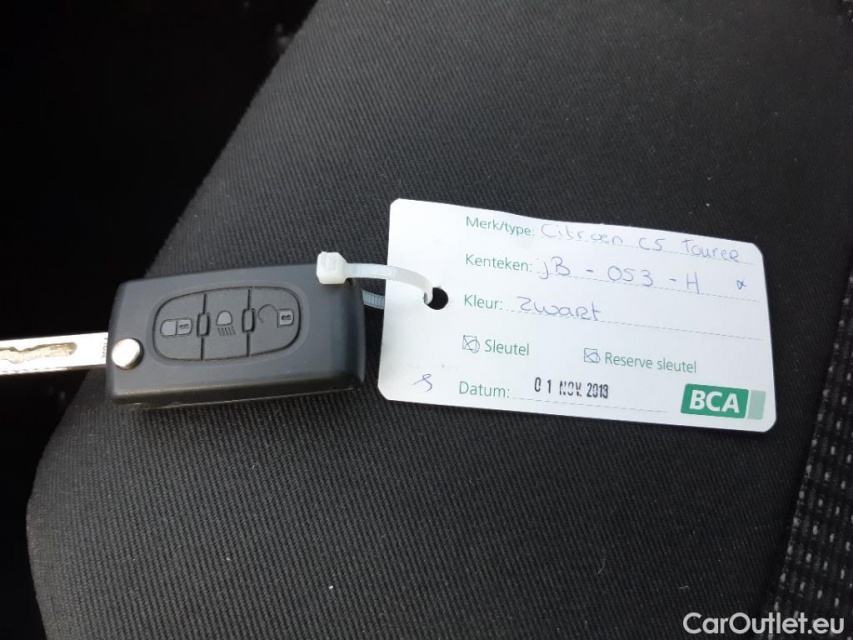 Merk/type: Citroen C5 Tourer
Kenteken: jB - 053 - H
Kleur: Zwart
Sleutel
Reserve sleutel
Datum: 01 NOV. 2018
BCA
CarOutlet.eu